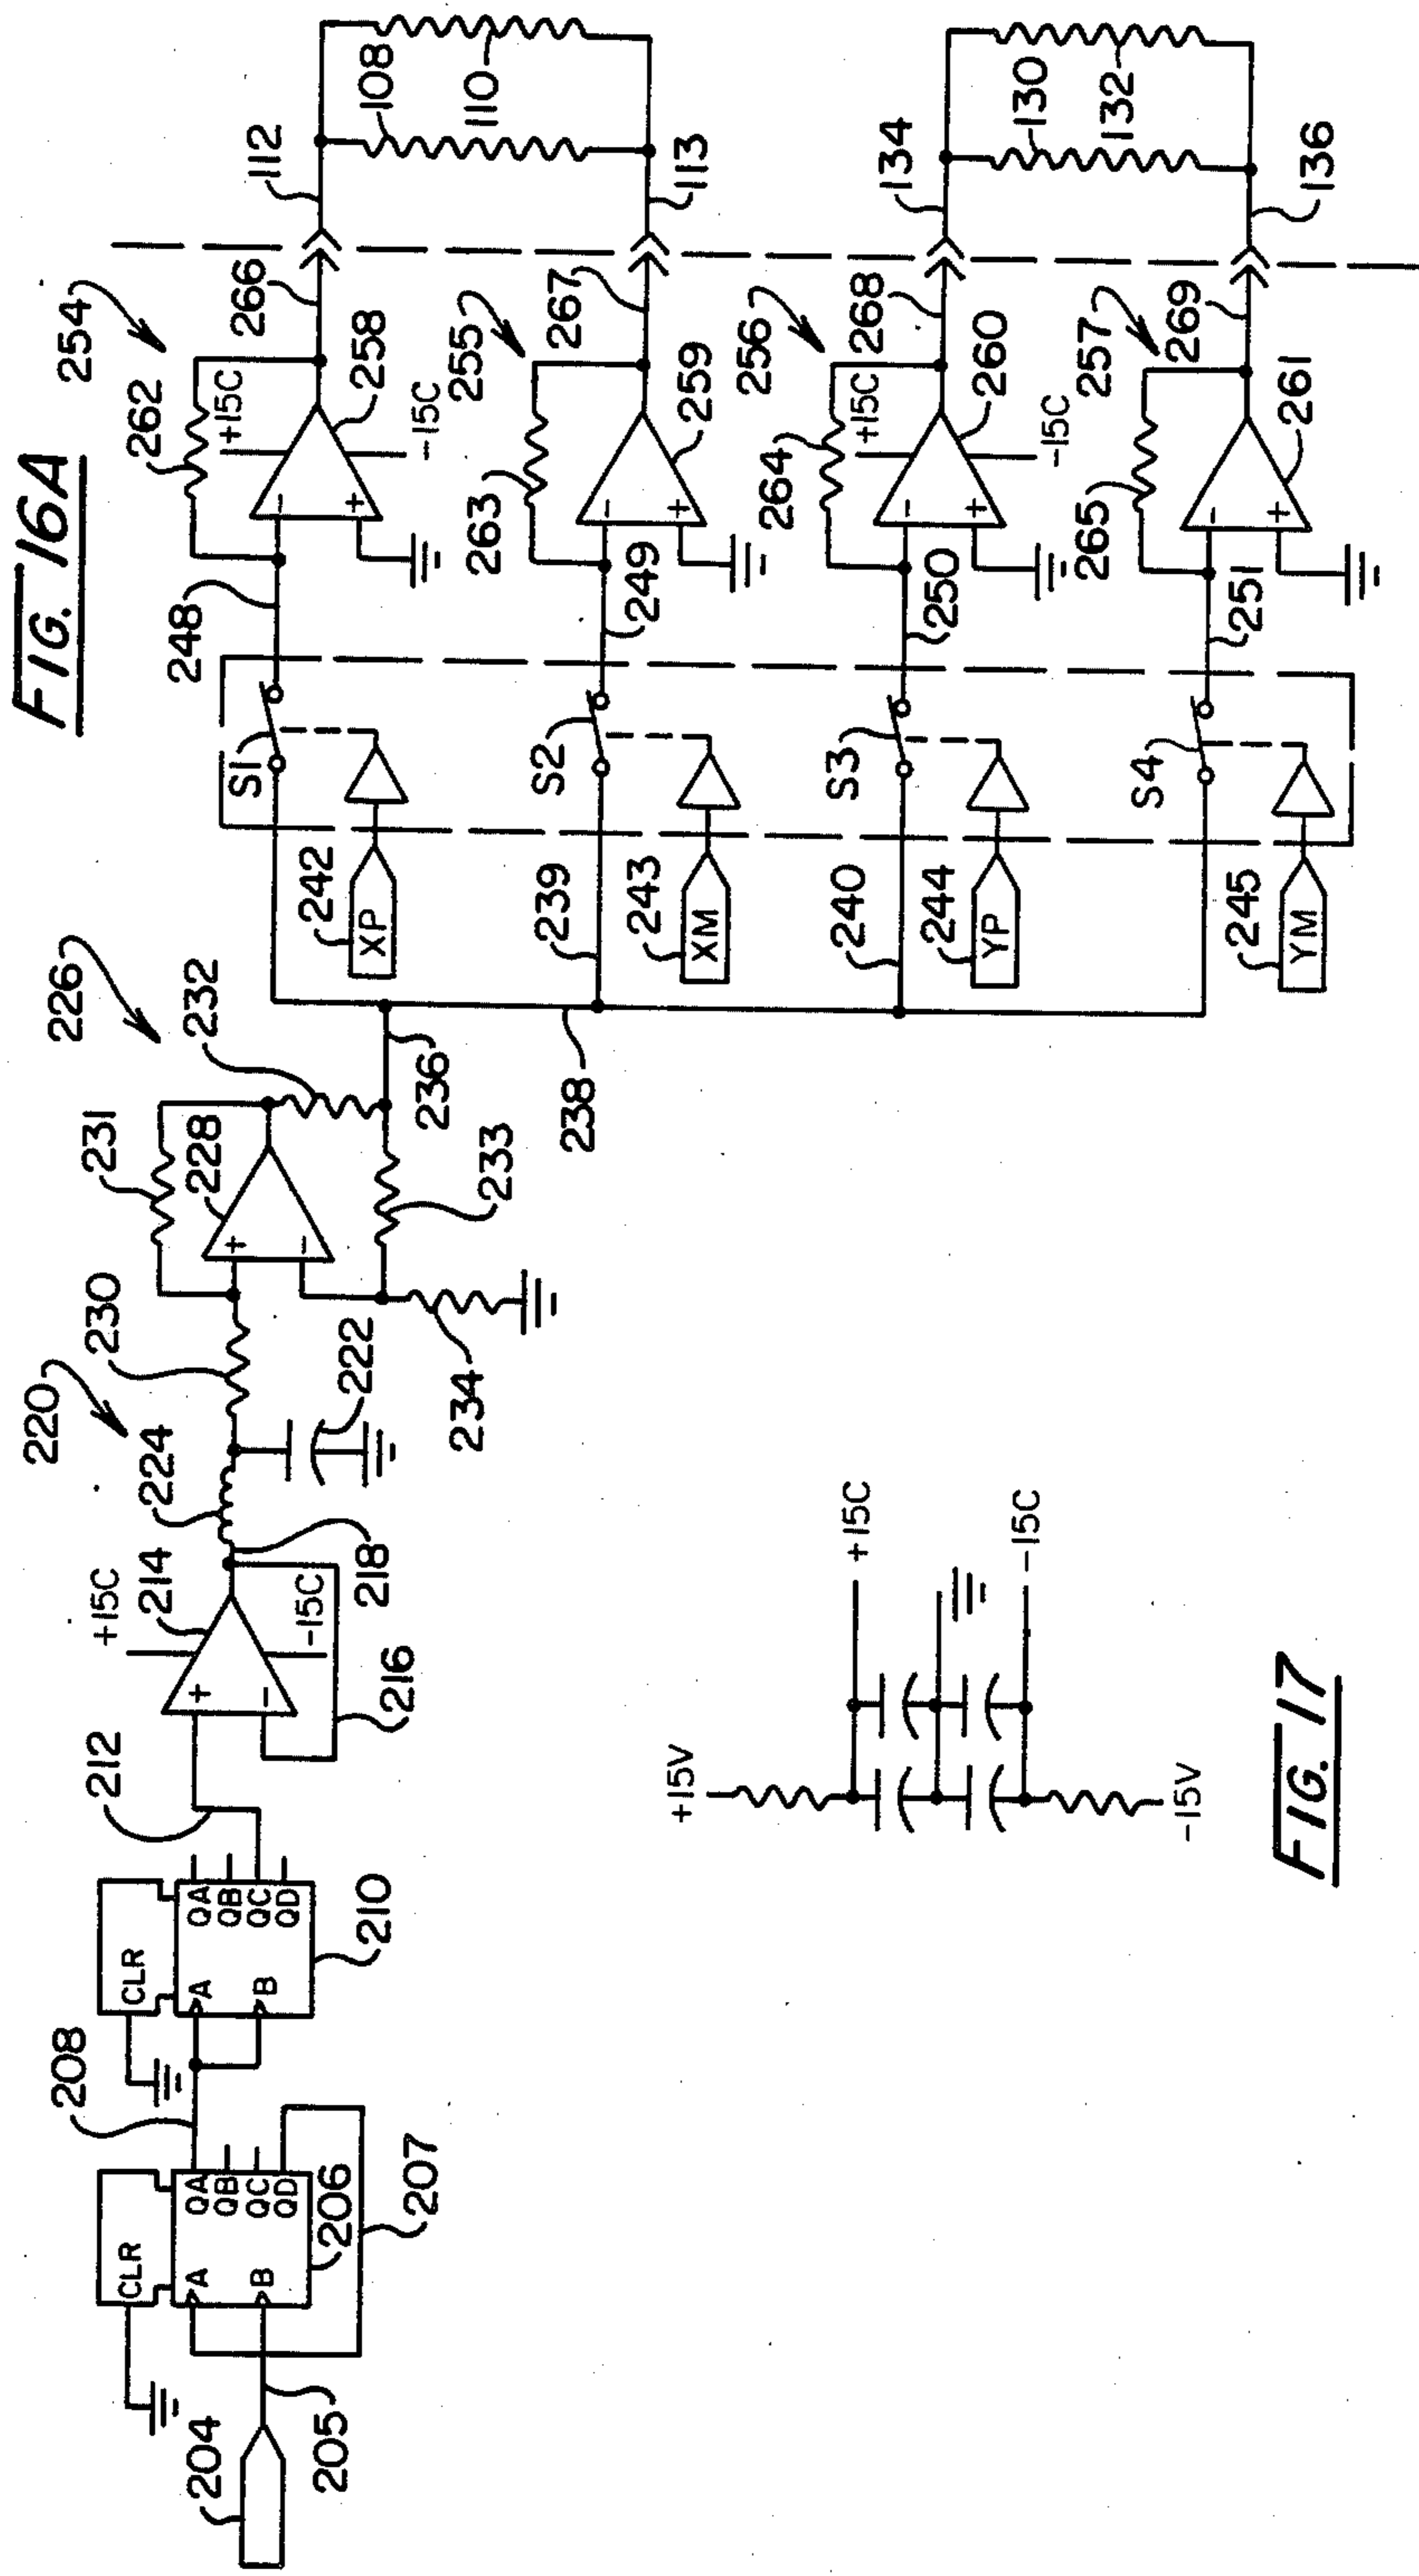 FIG. 16A
204
205
CLR
A
B
QA
QB
QC
QD
206
207
208
CLR
A
B
QA
QB
QC
QD
210
212
+15C
214
+
-
-15C
216
218
220
224
222
230
226
231
228
+
-
232
233
234
236
238
239
240
242
XP
243
XM
244
YP
245
YM
S1
S2
S3
S4
248
249
250
251
254
262
+15C
-
+
-15C
258
266
255
263
-
+
259
267
256
264
+15C
-
+
-15C
260
268
257
265
-
+
261
269
112
108
110
113
134
130
132
136
+15V
+15C
-15C
-15V
FIG. 17